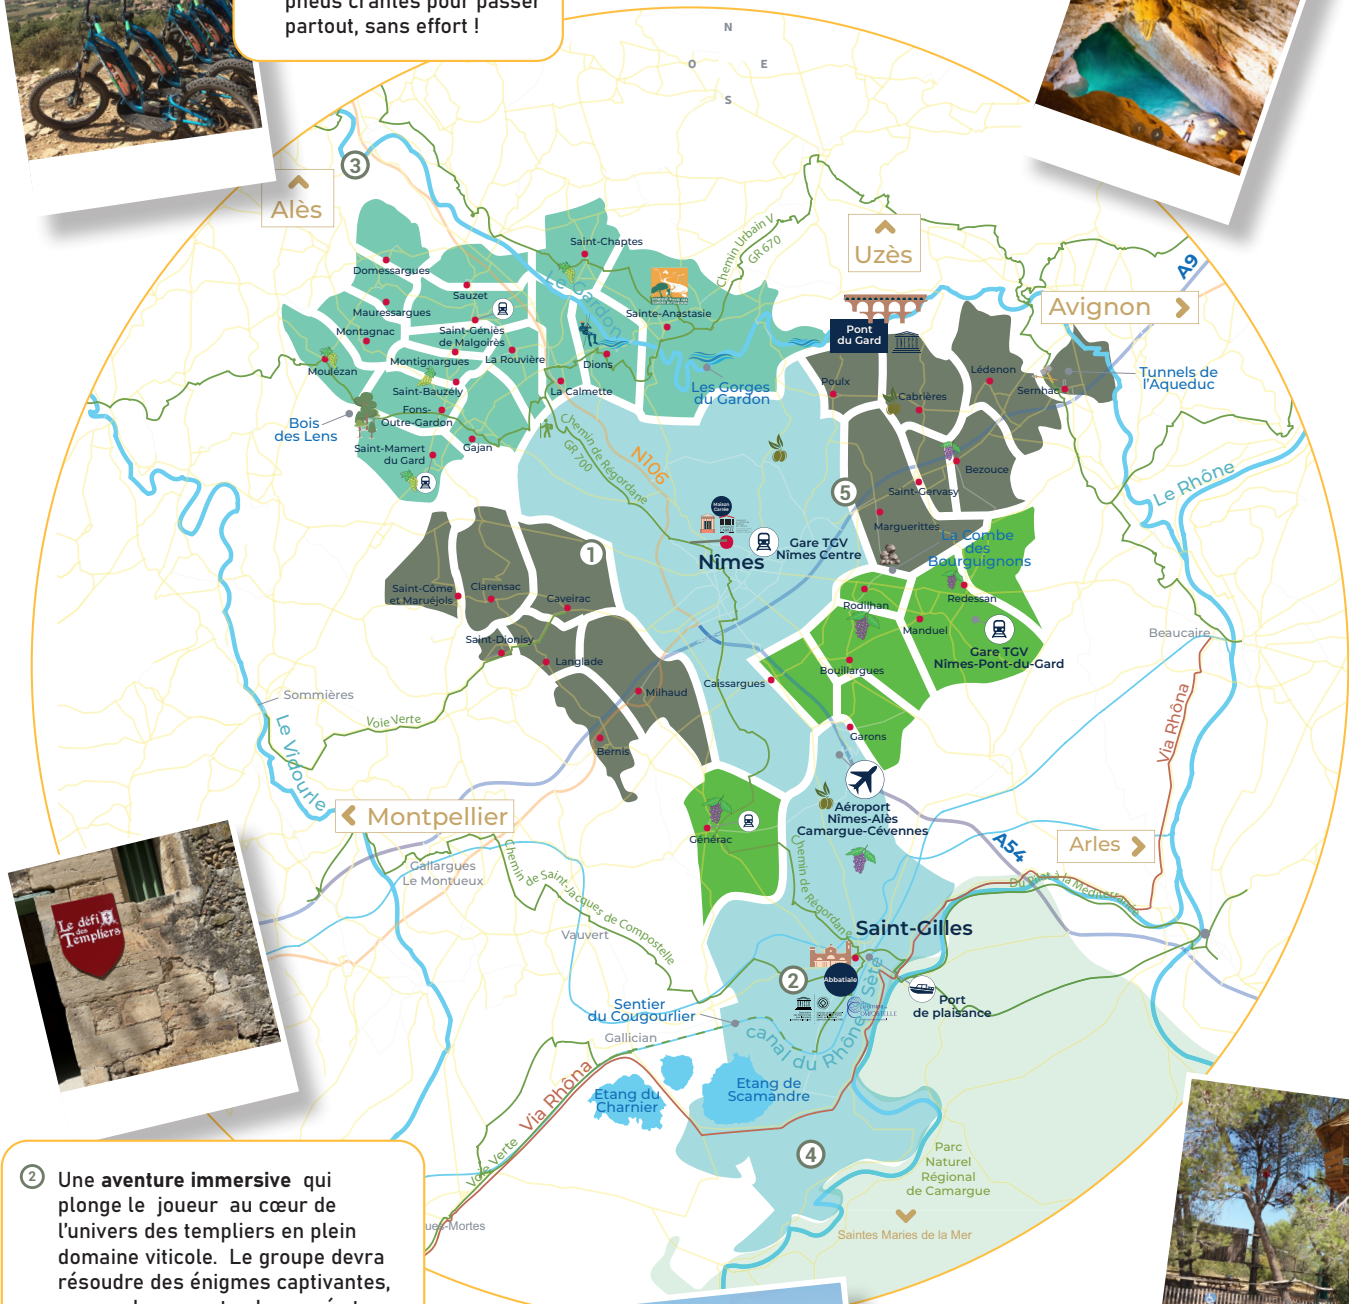 pneus crantés pour passer
partout, sans effort !
N
O
E
S
3
Alès
Uzès
Avignon
A9
Saint-Chaptes
Domessargues
Sauzet
Le Gardon
Chemin Urbain V
GR 670
Sainte-Anastasie
Mauressargues
Montagnac
Saint-Géniès
de Malgoirès
Montignargues
La Rouvière
Dions
Moulézan
Saint-Bauzély
La Calmette
Les Gorges
du Gardon
Pont
du Gard
Poulx
Cabrières
Lédenon
Sernhac
Tunnels de
l'Aqueduc
Bois
des Lens
Fons-
Outre-Gardon
Saint-Mamert
du Gard
Gajan
Chemin de Régordane
GR 700
N106
Le Rhône
Bezouce
Saint-Gervasy
5
Marguerittes
Maison
Carrée
Nîmes
Gare TGV
Nîmes Centre
La Combe
des
Bourguignons
1
Saint-Côme
et Maruéjols
Clarensac
Caveirac
Saint-Dionisy
Langlade
Rodilhan
Redessan
Manduel
Beaucaire
Gare TGV
Nîmes-Pont-du-Gard
Bouillargues
Caissargues
Milhaud
Sommières
Voie Verte
Le Vidourle
Bernis
Garons
Via Rhôna
Montpellier
Aéroport
Nîmes-Alès
Camargue-Cévennes
Générac
A54
Arles
Gallargues
Le Montueux
Chemin de Saint-Jacques de Compostelle
Chemin de Régordane
Du pilat à la Mediterranée
Le défi
des
Templiers
Vauvert
Saint-Gilles
2
Abbatiale
Port
de plaisance
Sentier
du Cougourlier
Gallician
canal du Rhône à Sète
Etang du
Charnier
Etang de
Scamandre
Via Rhôna
Voie Verte
4
Parc
Naturel
Régional
de Camargue
Saintes Maries de la Mer
ues-Mortes
2 Une aventure immersive qui
plonge le joueur au cœur de
l'univers des templiers en plein
domaine viticole. Le groupe devra
résoudre des énigmes captivantes,